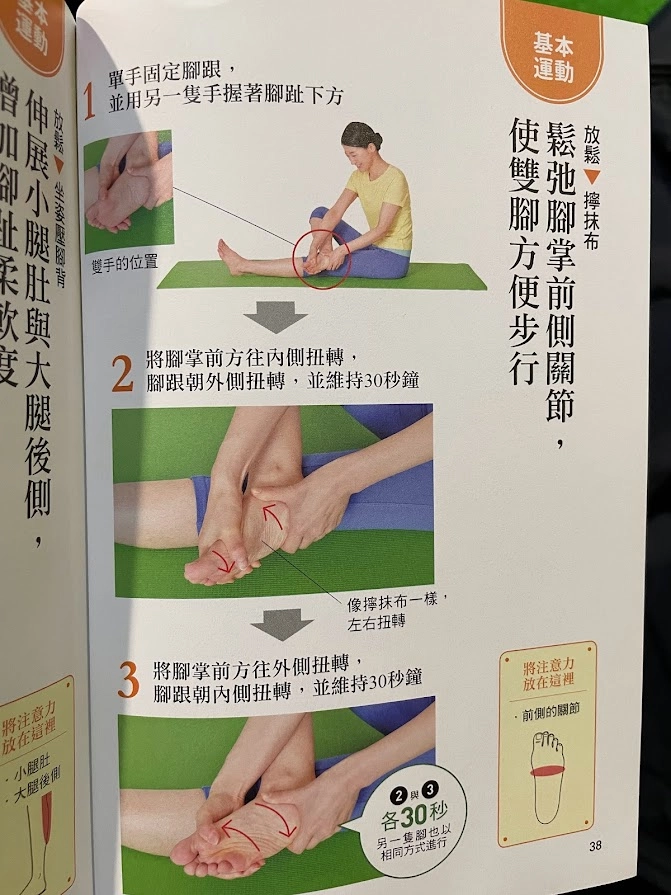 基本
運動
放鬆▼擰抹布
鬆弛腳掌前側關節，
使雙腳方便步行
1 單手固定腳跟，
並用另一隻手握著腳趾下方
雙手的位置
2 將腳掌前方往內側扭轉，
腳跟朝外側扭轉，並維持30秒鐘
像擰抹布一樣，
左右扭轉
3 將腳掌前方往外側扭轉，
腳跟朝內側扭轉，並維持30秒鐘
2與3
各30秒
另一隻腳也以
相同方式進行
將注意力
放在這裡
·前側的關節
38
基本
運動
放鬆▼坐姿壓腳背
伸展小腿肚與大腿後側，
增加腳趾柔軟度
將注意力
放在這裡
·小腿肚
·大腿後側